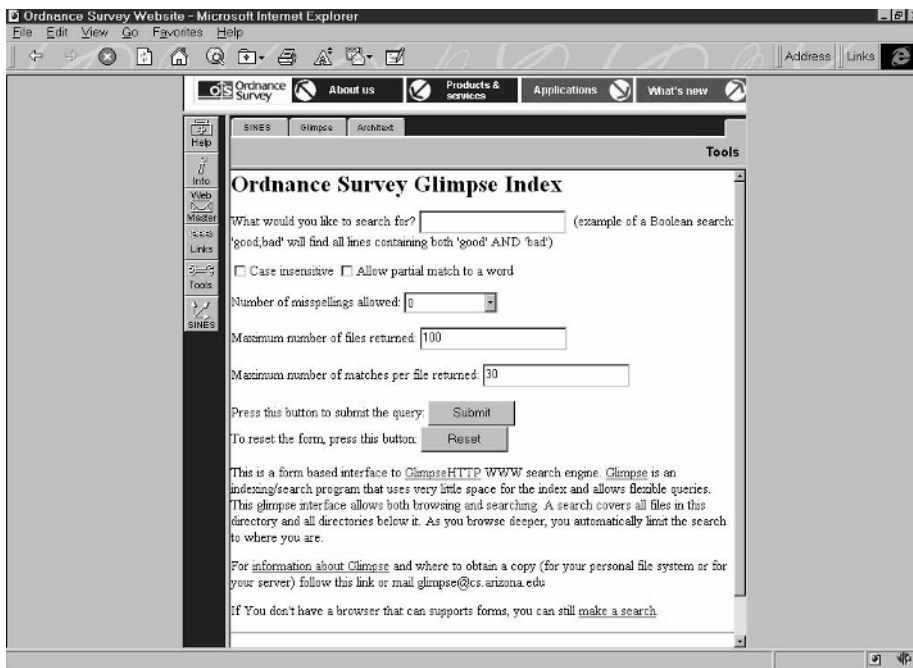 Ordnance Survey Website - Microsoft Internet Explorer
File Edit View Go Favorites Help
Address Links
Ordnance Survey
About us
Products & services
Applications
What's new
Help
Info
Web Master
Links
Tools
SINES
SINES Glimpse Architext
Tools
Ordnance Survey Glimpse Index
What would you like to search for? (example of a Boolean search:
'good;bad' will find all lines containing both 'good' AND 'bad')
Case insensitive Allow partial match to a word
Number of misspellings allowed: 0
Maximum number of files returned: 100
Maximum number of matches per file returned: 30
Press this button to submit the query: Submit
To reset the form, press this button: Reset
This is a form based interface to GlimpseHTTP WWW search engine. Glimpse is an
indexing/search program that uses very little space for the index and allows flexible queries.
This glimpse interface allows both browsing and searching. A search covers all files in this
directory and all directories below it. As you browse deeper, you automatically limit the search
to where you are.
For information about Glimpse and where to obtain a copy (for your personal file system or for
your server) follow this link or mail glimpse@cs.arizona.edu
If You don't have a browser that can supports forms, you can still make a search